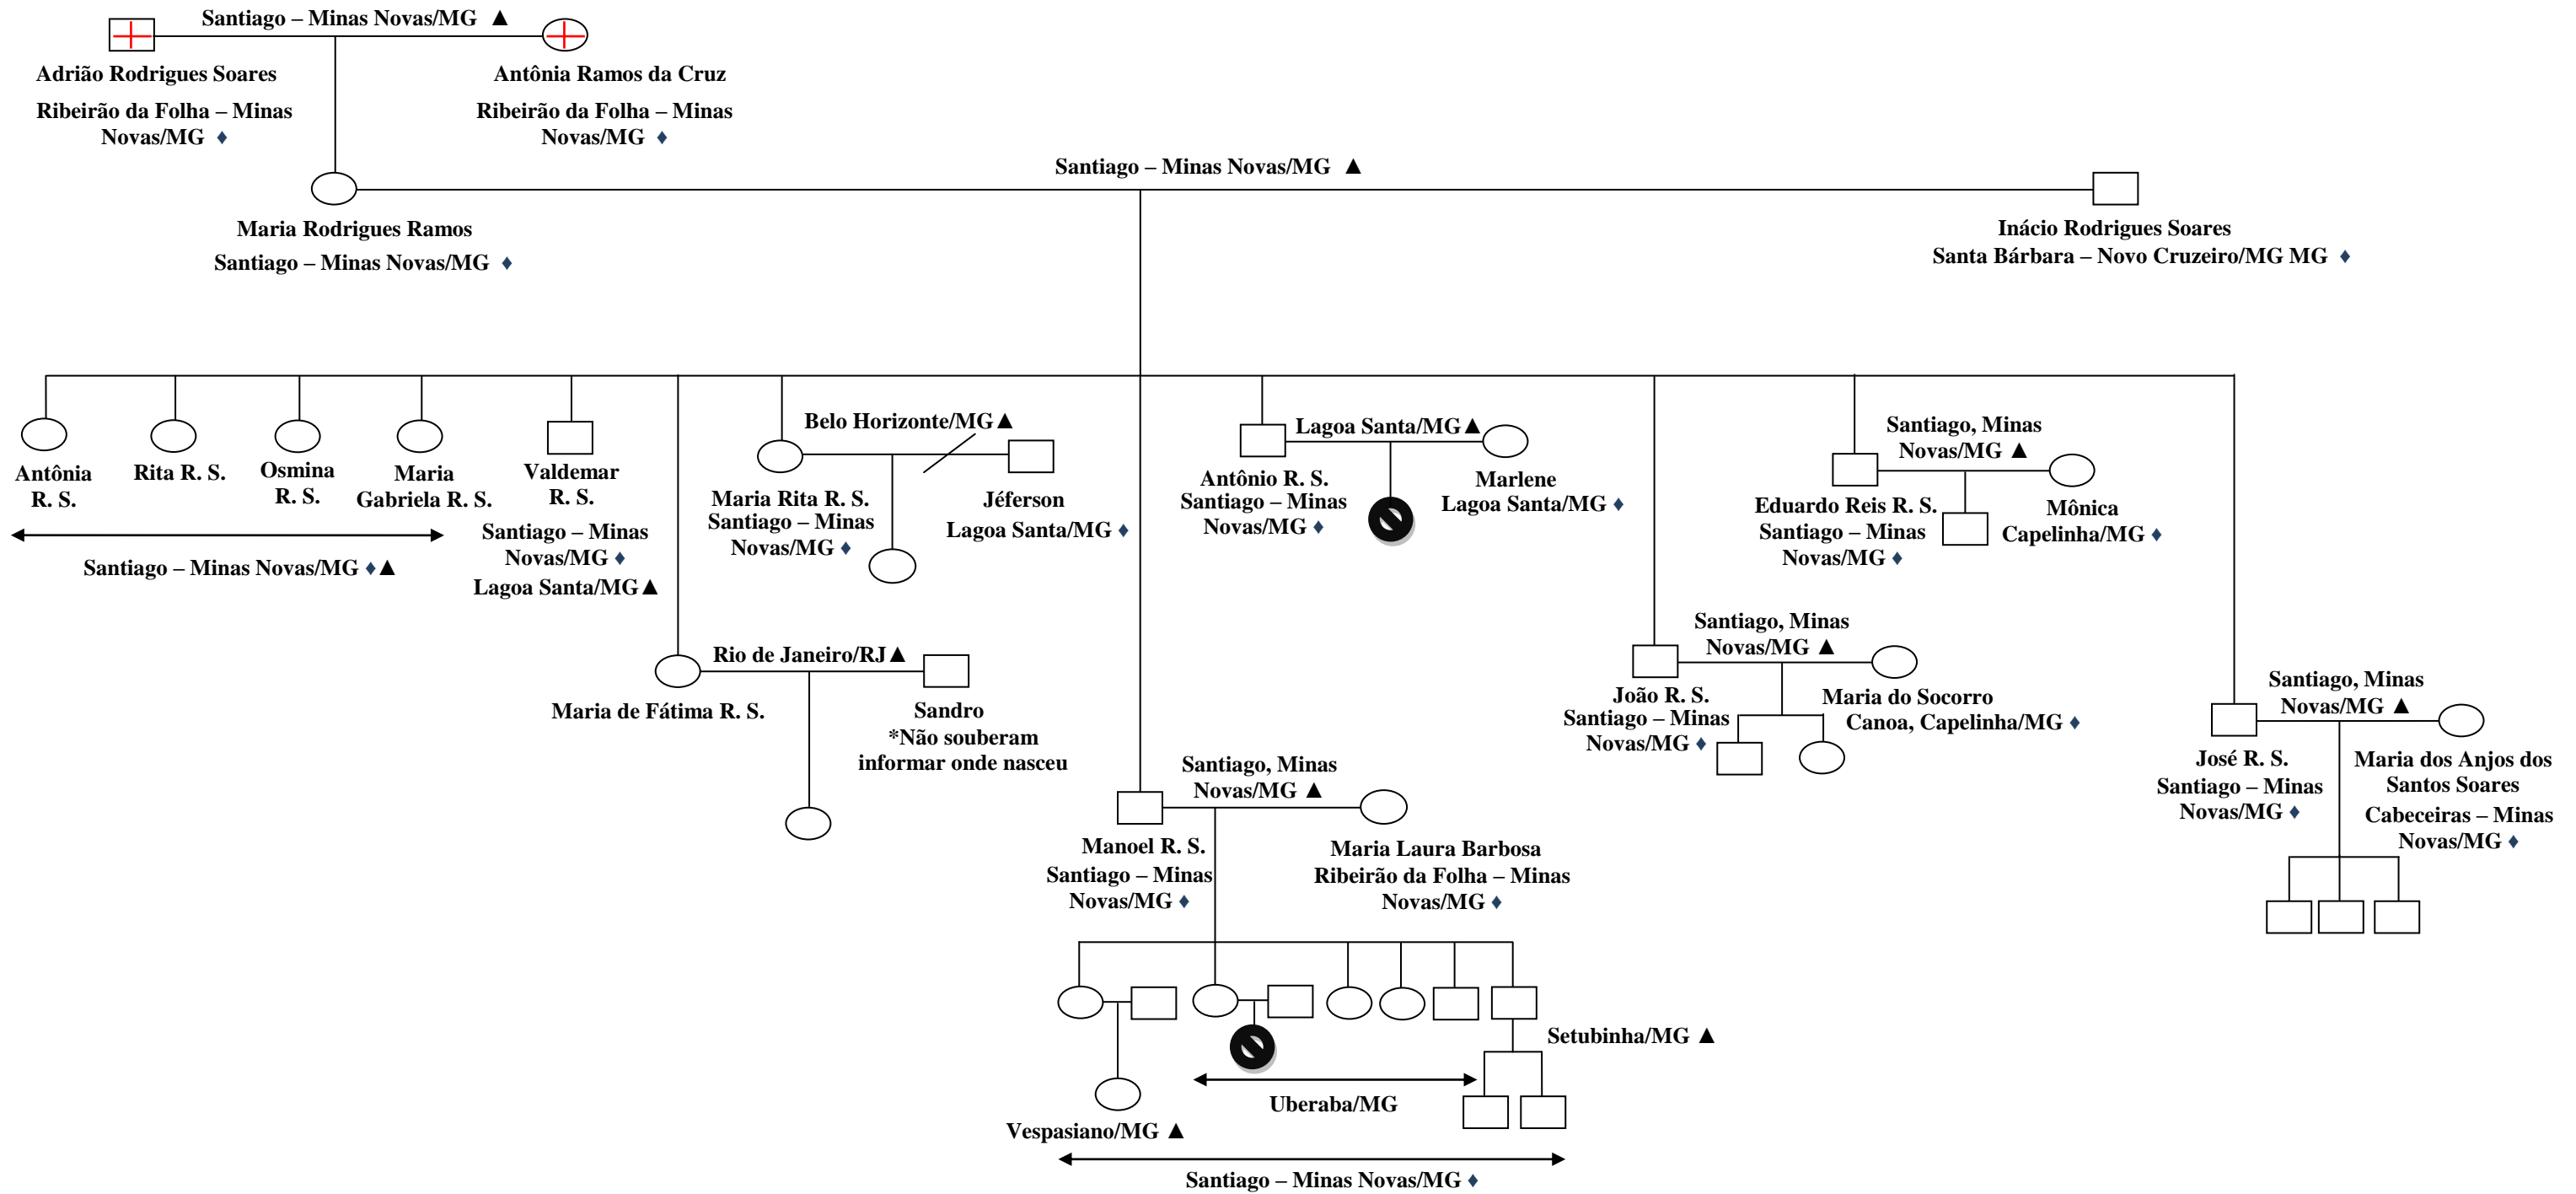 Santiago – Minas Novas/MG ▲
Adrião Rodrigues Soares
Ribeirão da Folha – Minas
Novas/MG ♦
Antônia Ramos da Cruz
Ribeirão da Folha – Minas
Novas/MG ♦
Santiago – Minas Novas/MG ▲
Maria Rodrigues Ramos
Santiago – Minas Novas/MG ♦
Inácio Rodrigues Soares
Santa Bárbara – Novo Cruzeiro/MG MG ♦
Antônia
R. S.
Rita R. S.
Osmina
R. S.
Maria
Gabriela R. S.
Santiago – Minas Novas/MG ♦▲
Valdemar
R. S.
Santiago – Minas
Novas/MG ♦
Lagoa Santa/MG▲
Belo Horizonte/MG▲
Maria Rita R. S.
Santiago – Minas
Novas/MG ♦
Jéferson
Lagoa Santa/MG ♦
Lagoa Santa/MG▲
Antônio R. S.
Santiago – Minas
Novas/MG ♦
Marlene
Lagoa Santa/MG ♦
Santiago, Minas
Novas/MG ▲
Eduardo Reis R. S.
Santiago – Minas
Novas/MG ♦
Mônica
Capelinha/MG ♦
Rio de Janeiro/RJ▲
Maria de Fátima R. S.
Sandro
*Não souberam
informar onde nasceu
Santiago, Minas
Novas/MG ▲
João R. S.
Santiago – Minas
Novas/MG ♦
Maria do Socorro
Canoa, Capelinha/MG ♦
Santiago, Minas
Novas/MG ▲
José R. S.
Santiago – Minas
Novas/MG ♦
Maria dos Anjos dos
Santos Soares
Cabeceiras – Minas
Novas/MG ♦
Santiago, Minas
Novas/MG ▲
Manoel R. S.
Santiago – Minas
Novas/MG ♦
Maria Laura Barbosa
Ribeirão da Folha – Minas
Novas/MG ♦
Setubinha/MG ▲
Uberaba/MG
Vespasiano/MG ▲
Santiago – Minas Novas/MG ♦